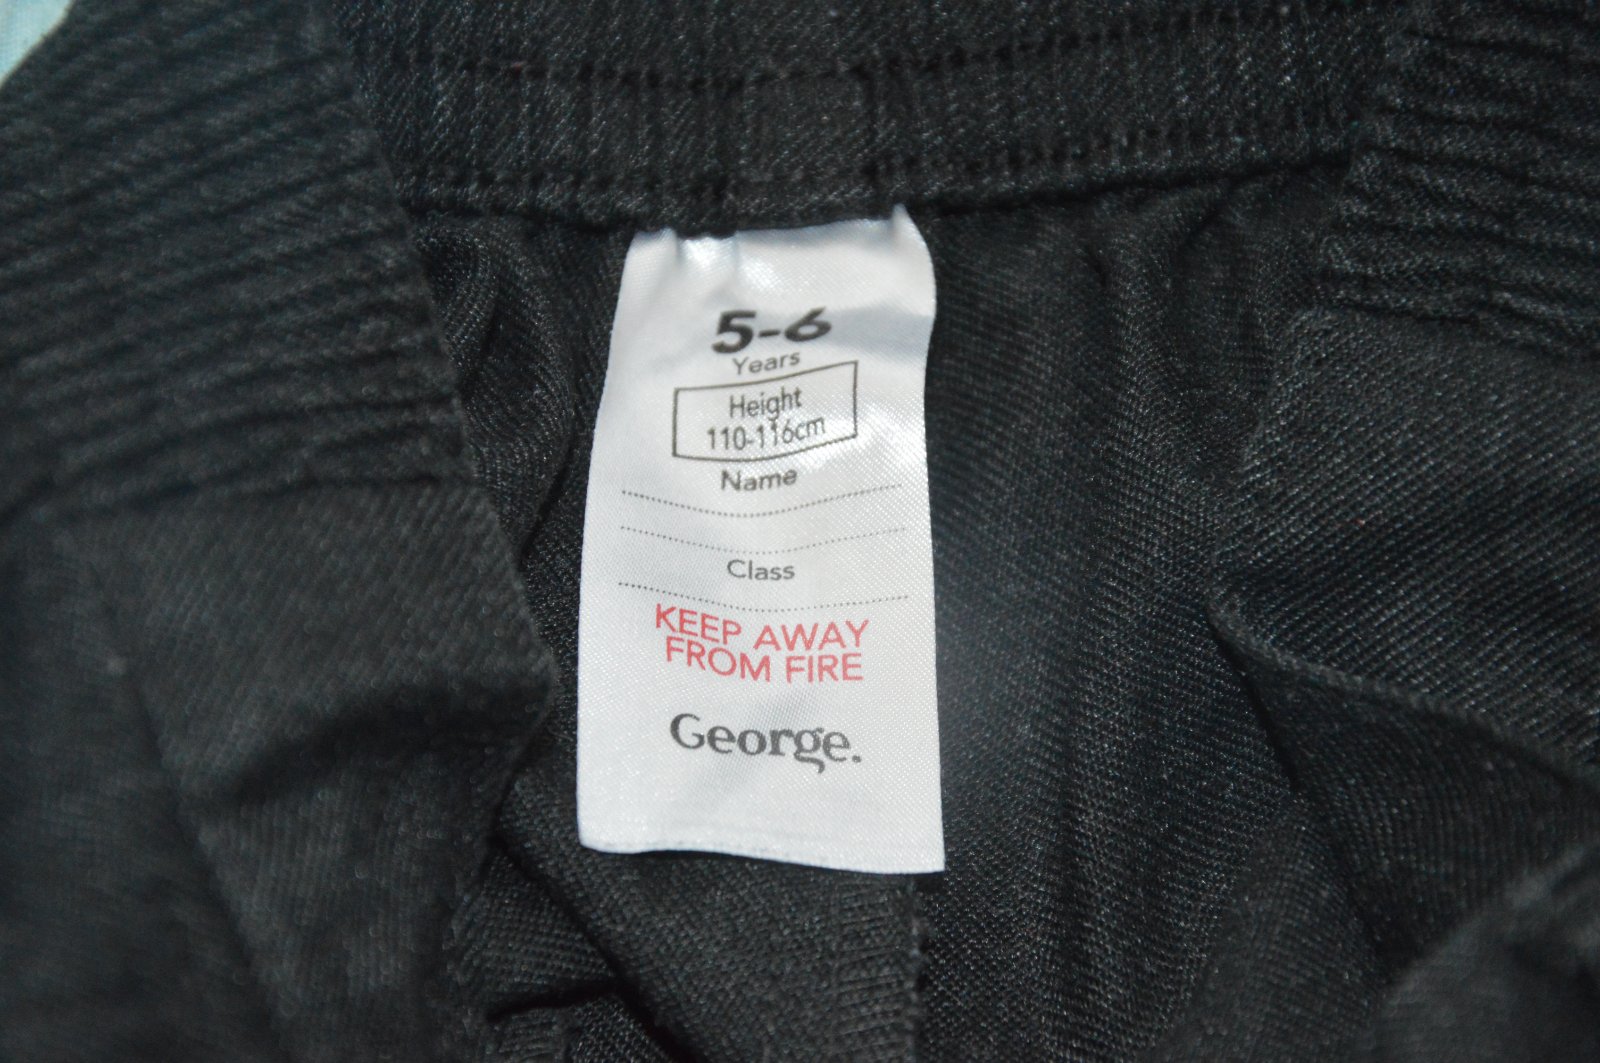 5-6
Years
Height
110-116cm
Name
Class
KEEP AWAY
FROM FIRE
George.